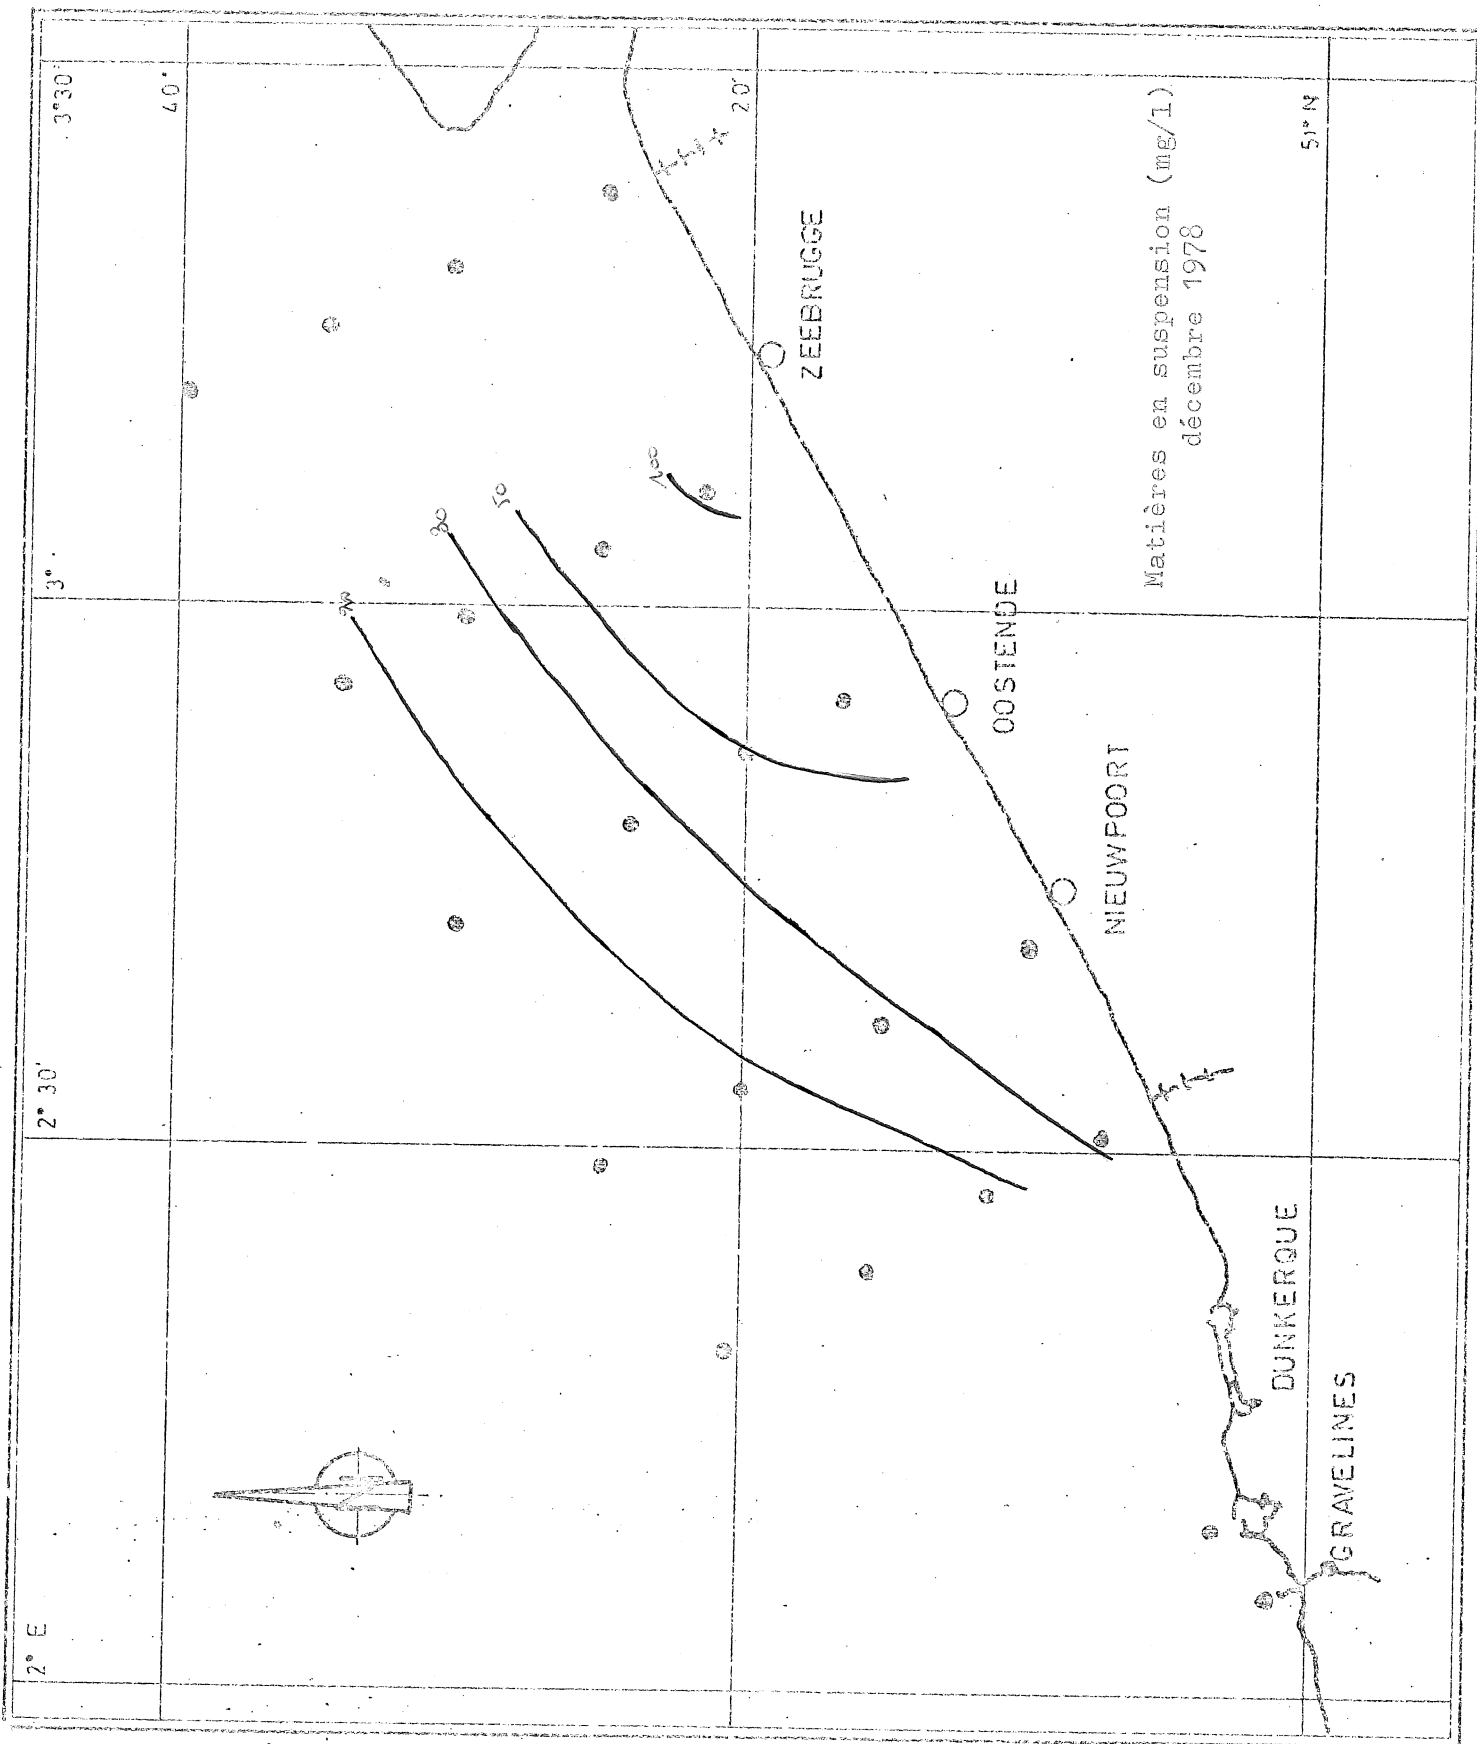 2° E
2° 30'
3°
3°30'
40'
20'
51° N
30
50
100
ZEEBRUGGE
OOSTENDE
NIEUWPOORT
DUNKERQUE
GRAVELINES
Matières en suspension (mg/l)
décembre 1978